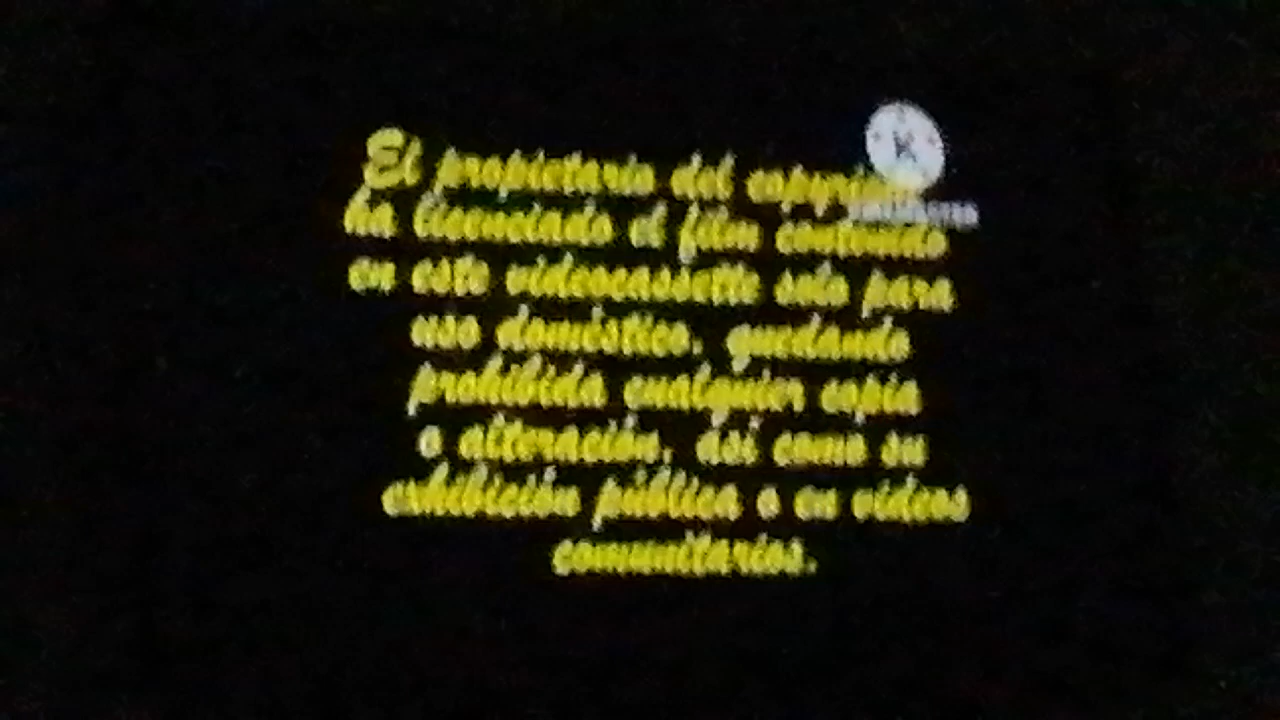 El propietario del copyright
K
ha licenciado el film contenido
en este videocassette solo para
uso doméstico, quedando
prohibida cualquier copia
o alteración, así como su
exhibición pública o en vídeos
comunitarios.